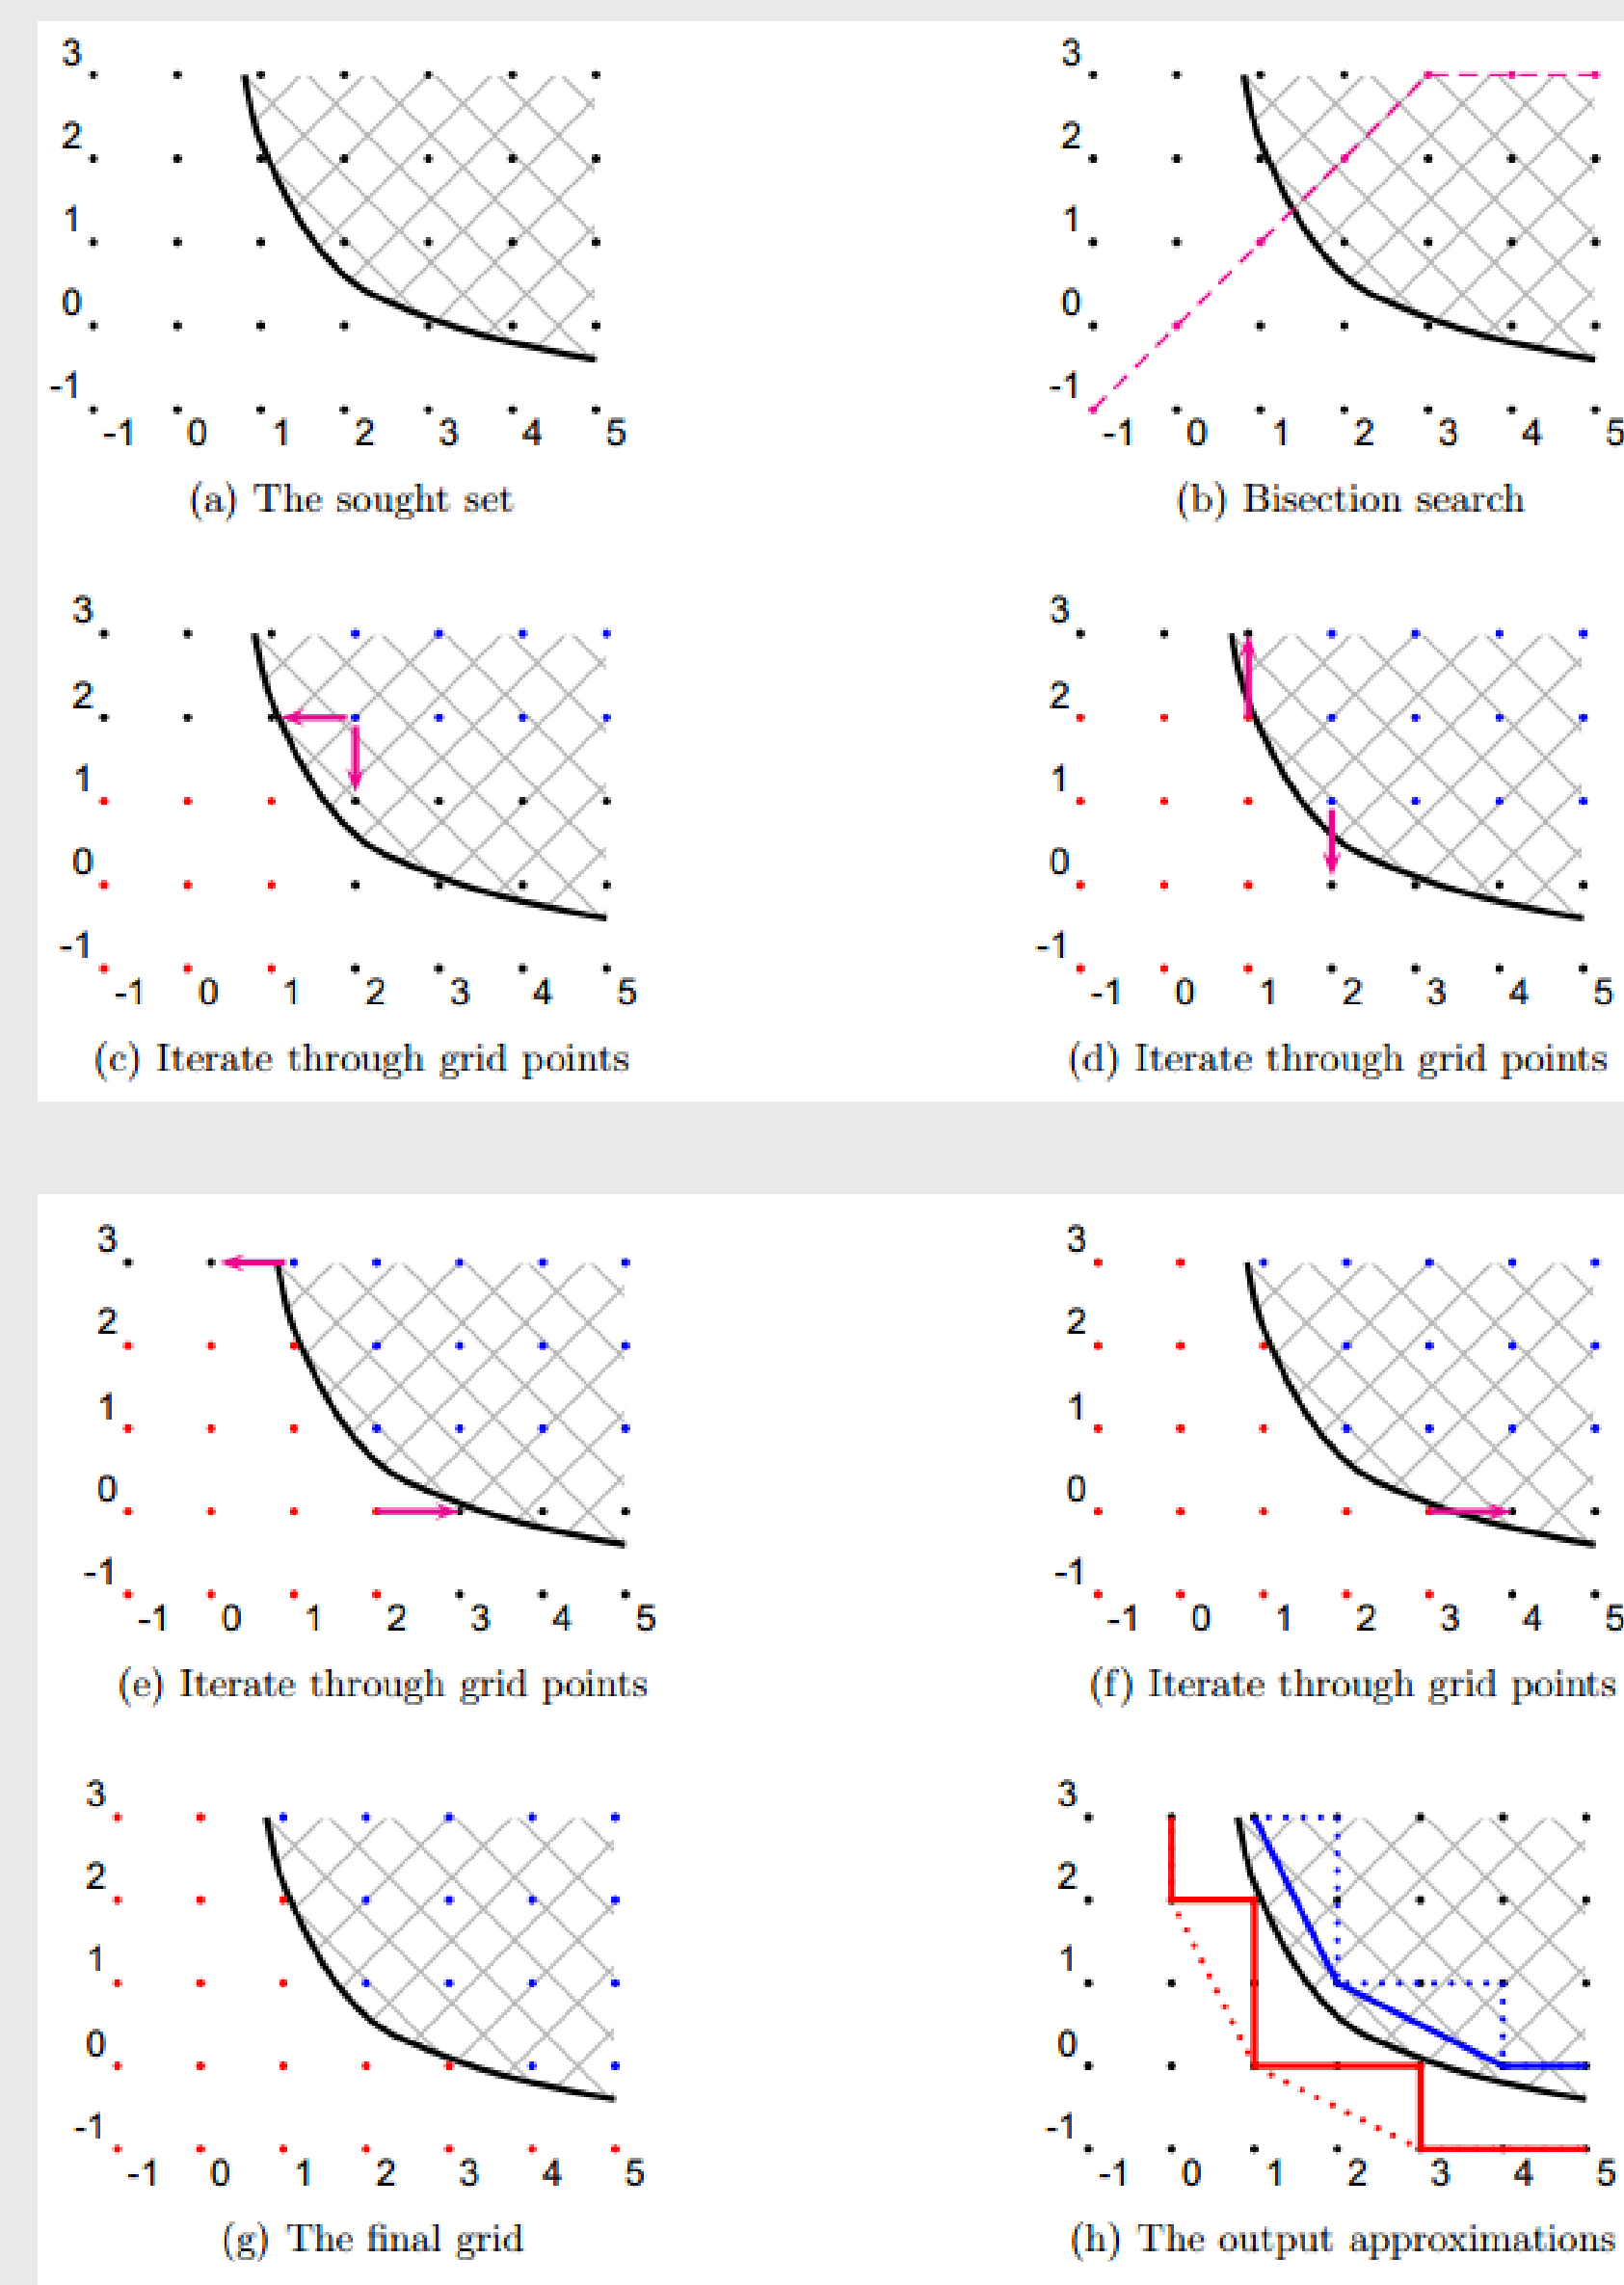 3
2
1
0
-1
-1 0 1 2 3 4 5
(a) The sought set
3
2
1
0
-1
-1 0 1 2 3 4 5
(b) Bisection search
3
2
1
0
-1
-1 0 1 2 3 4 5
(c) Iterate through grid points
3
2
1
0
-1
-1 0 1 2 3 4 5
(d) Iterate through grid points
3
2
1
0
-1
-1 0 1 2 3 4 5
(e) Iterate through grid points
3
2
1
0
-1
-1 0 1 2 3 4 5
(f) Iterate through grid points
3
2
1
0
-1
-1 0 1 2 3 4 5
(g) The final grid
3
2
1
0
-1
-1 0 1 2 3 4 5
(h) The output approximations